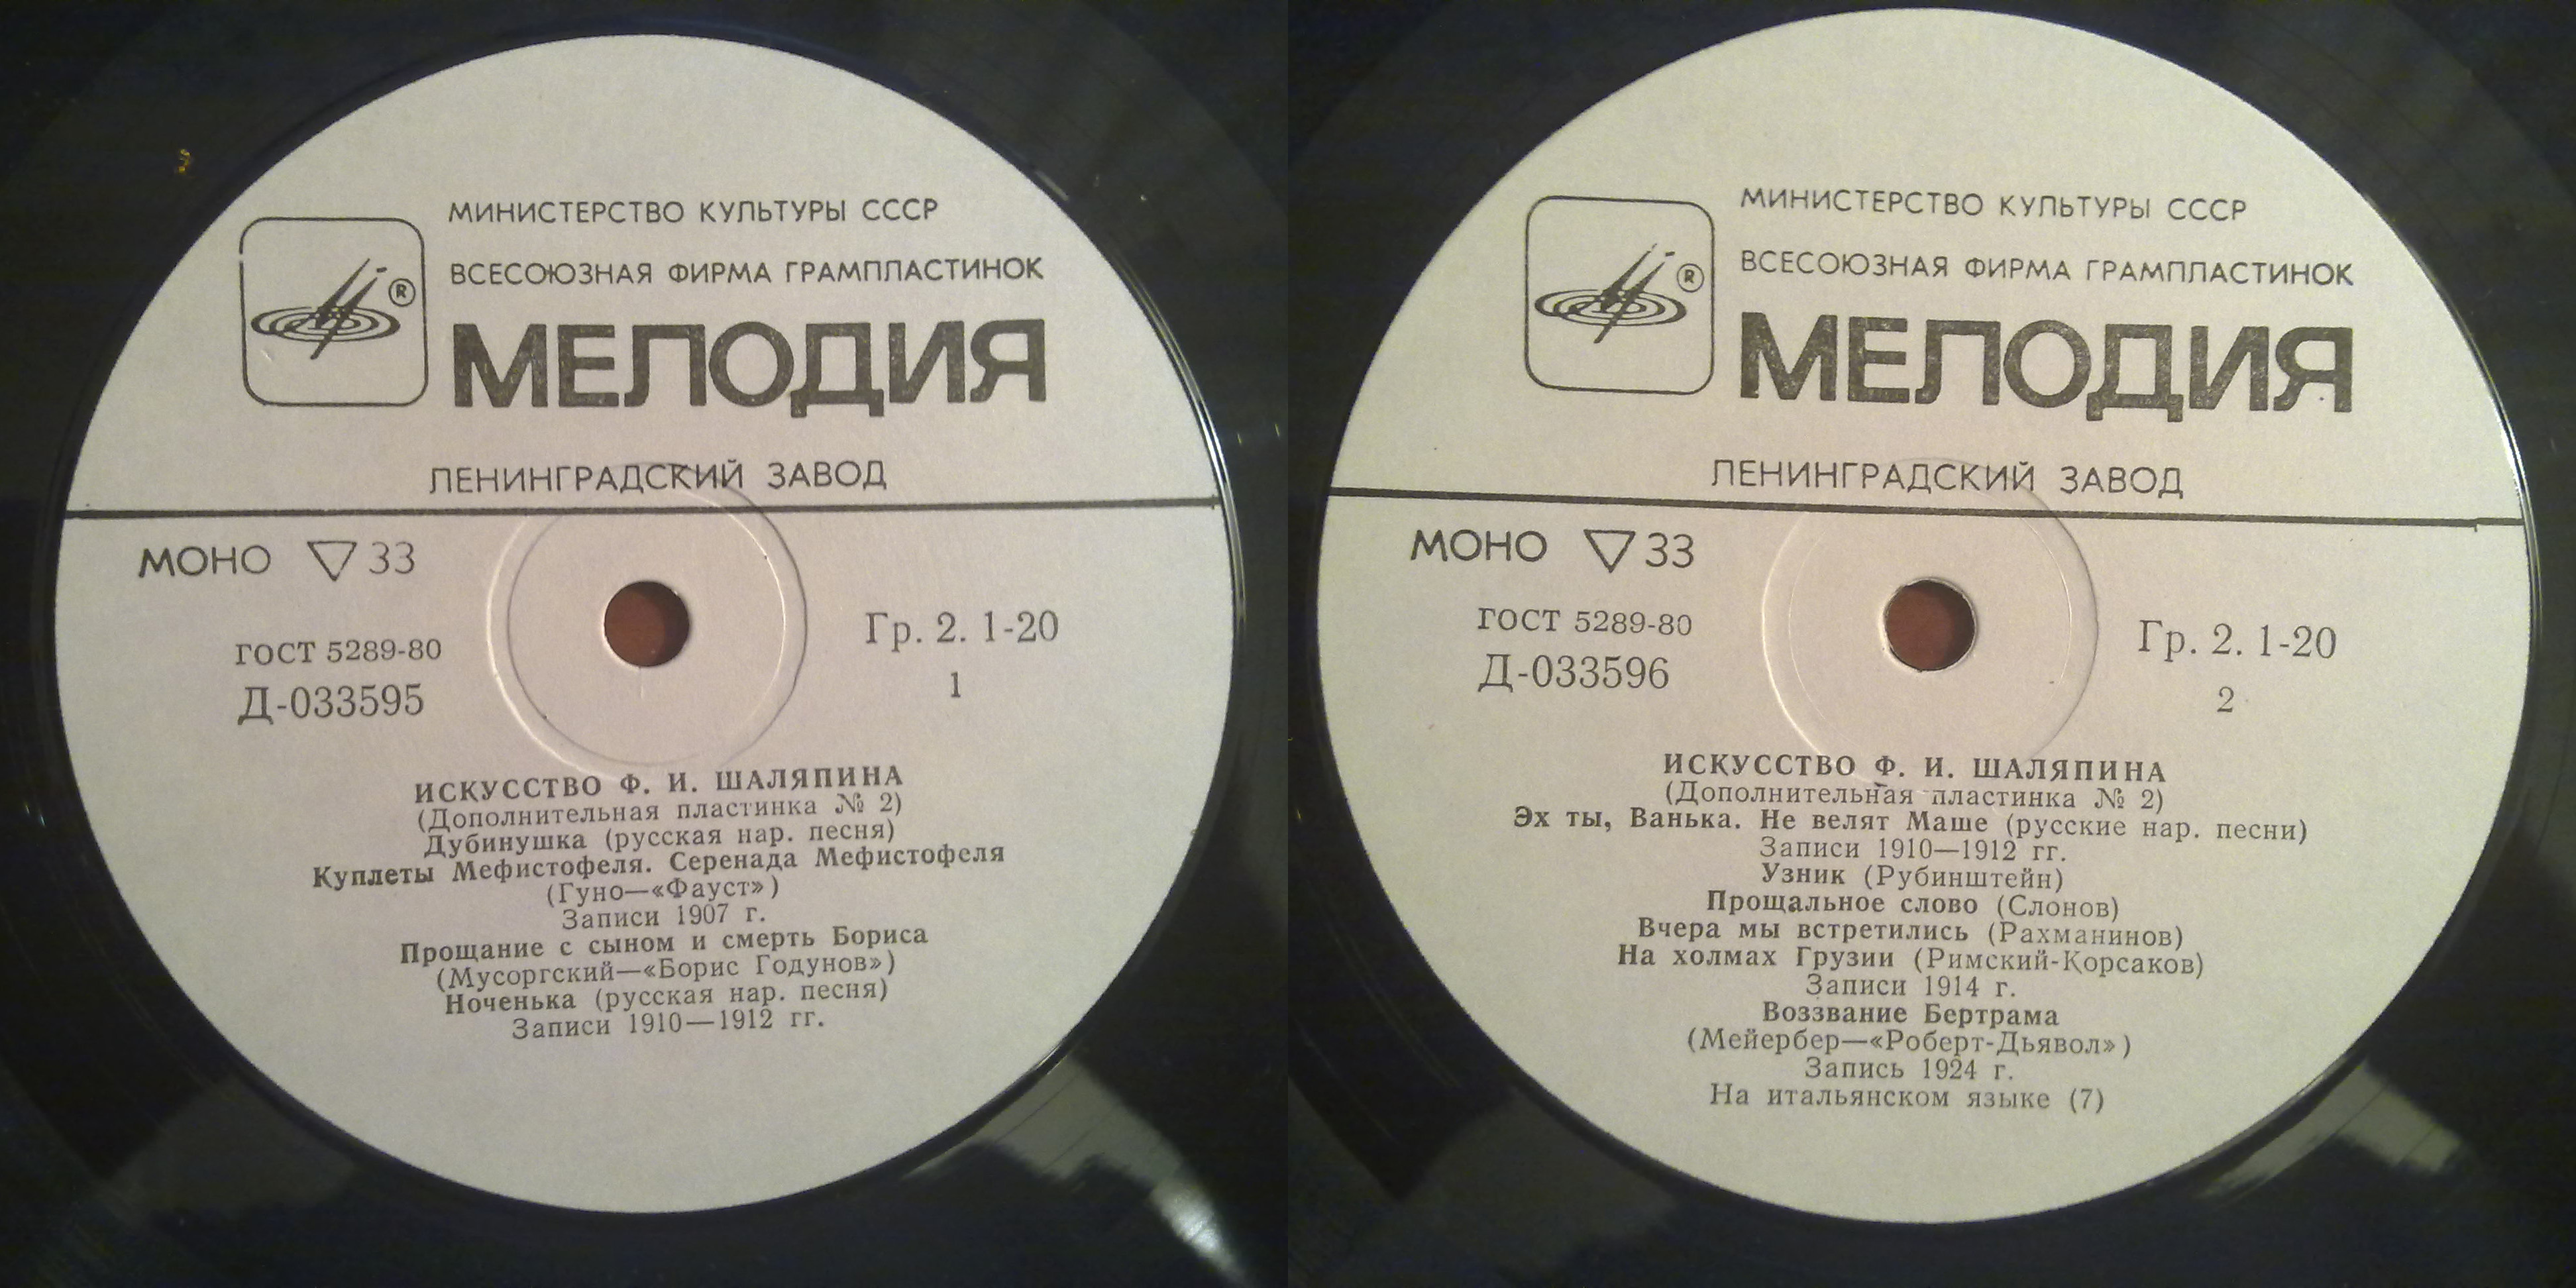 МИНИСТЕРСТВО КУЛЬТУРЫ СССР
ВСЕСОЮЗНАЯ ФИРМА ГРАМПЛАСТИНОК
®
МЕЛОДИЯ
ЛЕНИНГРАДСКИЙ ЗАВОД
МОНО ▽ 33
ГОСТ 5289-80
Д-033595
Гр. 2. 1-20
1
ИСКУССТВО Ф. И. ШАЛЯПИНА
(Дополнительная пластинка № 2)
Дубинушка (русская нар. песня)
Куплеты Мефистофеля. Серенада Мефистофеля
(Гуно—«Фауст»)
Записи 1907 г.
Прощание с сыном и смерть Бориса
(Мусоргский—«Борис Годунов»)
Ноченька (русская нар. песня)
Записи 1910—1912 гг.
МИНИСТЕРСТВО КУЛЬТУРЫ СССР
ВСЕСОЮЗНАЯ ФИРМА ГРАМПЛАСТИНОК
®
МЕЛОДИЯ
ЛЕНИНГРАДСКИЙ ЗАВОД
МОНО ▽ 33
ГОСТ 5289-80
Д-033596
Гр. 2. 1-20
2
ИСКУССТВО Ф. И. ШАЛЯПИНА
(Дополнительная пластинка № 2)
Эх ты, Ванька. Не велят Маше (русские нар. песни)
Записи 1910—1912 гг.
Узник (Рубинштейн)
Прощальное слово (Слонов)
Вчера мы встретились (Рахманинов)
На холмах Грузии (Римский-Корсаков)
Записи 1914 г.
Воззвание Бертрама
(Мейербер—«Роберт-Дьявол»)
Запись 1924 г.
На итальянском языке (7)